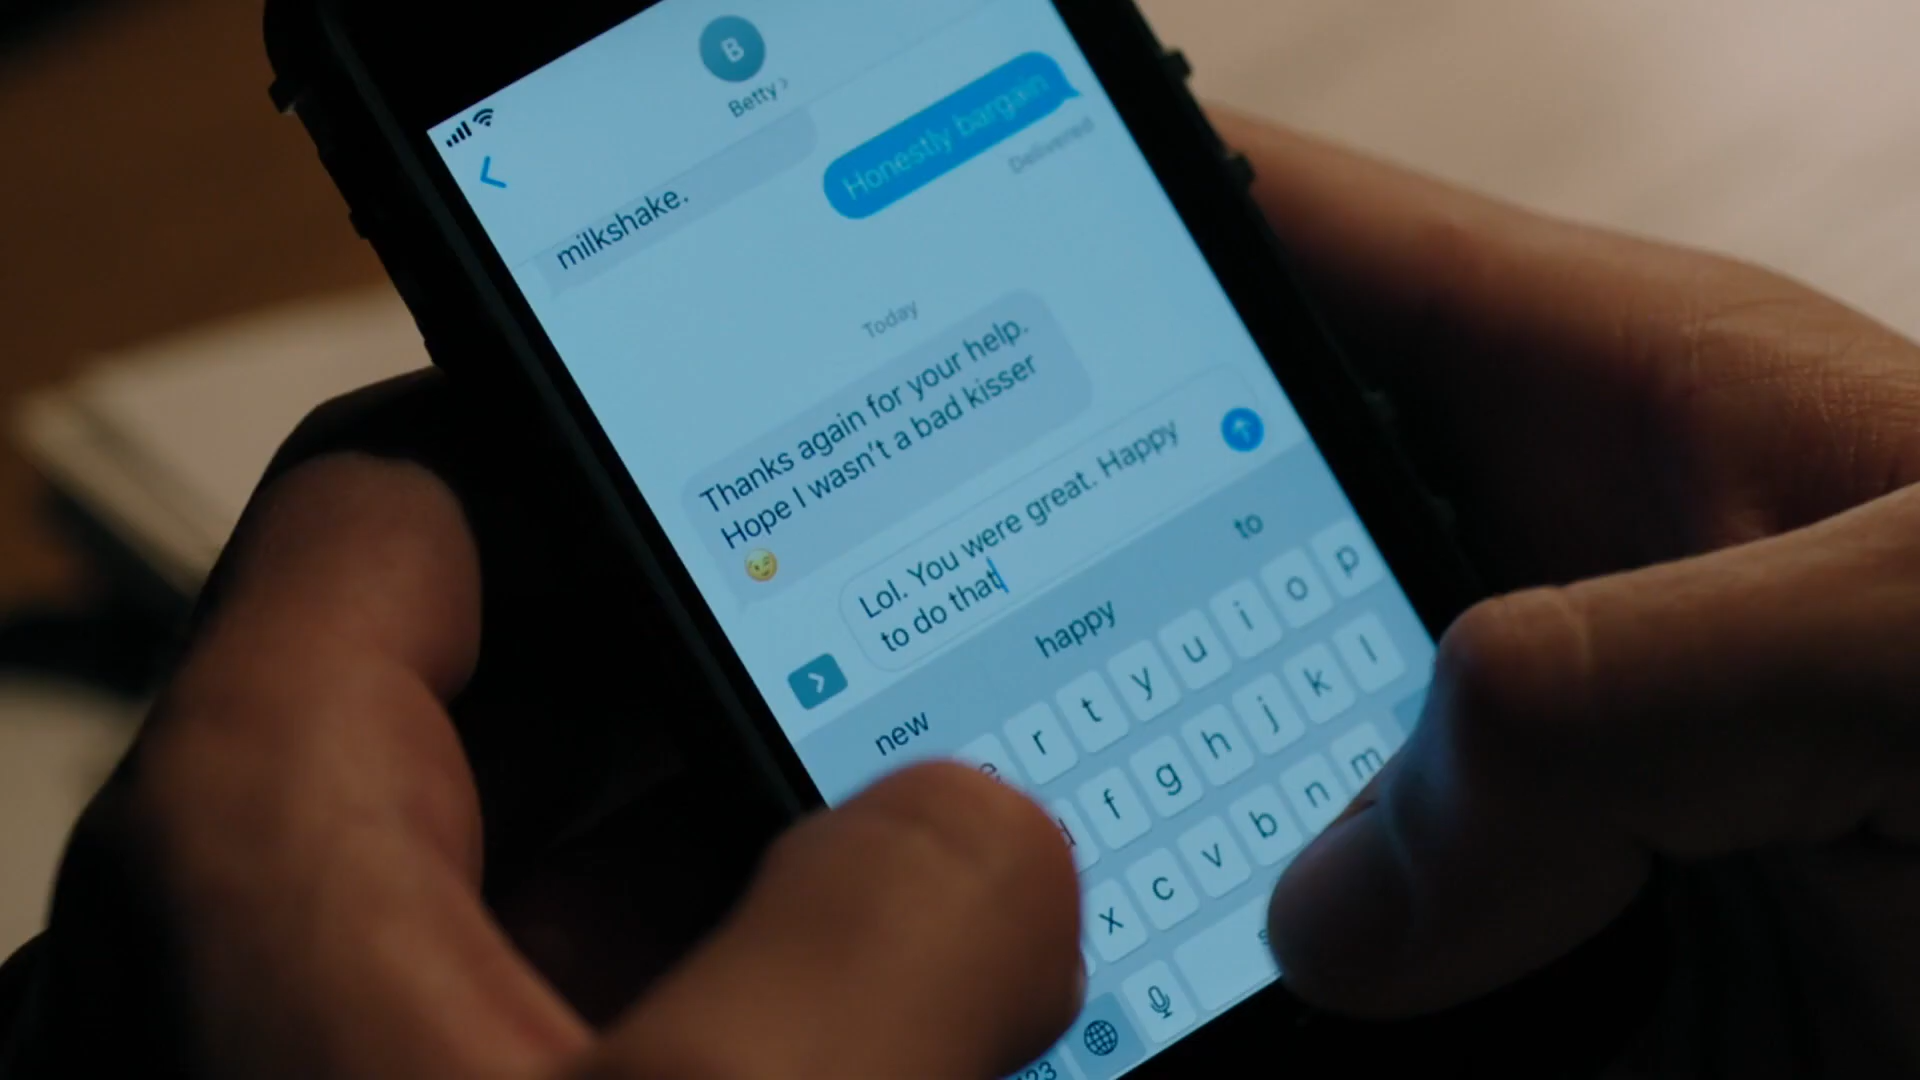 B
Betty >
milkshake.
Honestly bargain
Delivered
Today
Thanks again for your help.
Hope I wasn't a bad kisser
😉
Lol. You were great. Happy
to do that
new happy to
e r t y u i o p
d f g h j k l
x c v b n m
s
123